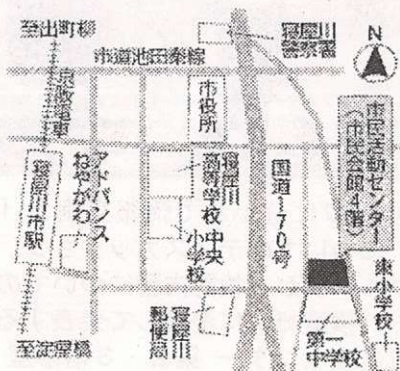 至出町柳
市道池田秦線
寝屋川
警察署
N
京阪電車
市役所
市民活動センター
(市民会館4階)
寝屋川市駅
アドバンス
ねやがわ
寝屋川
高等学校
中央
小学校
国道170号
東小学校
寝屋川
郵便局
第一
中学校
至淀屋橋